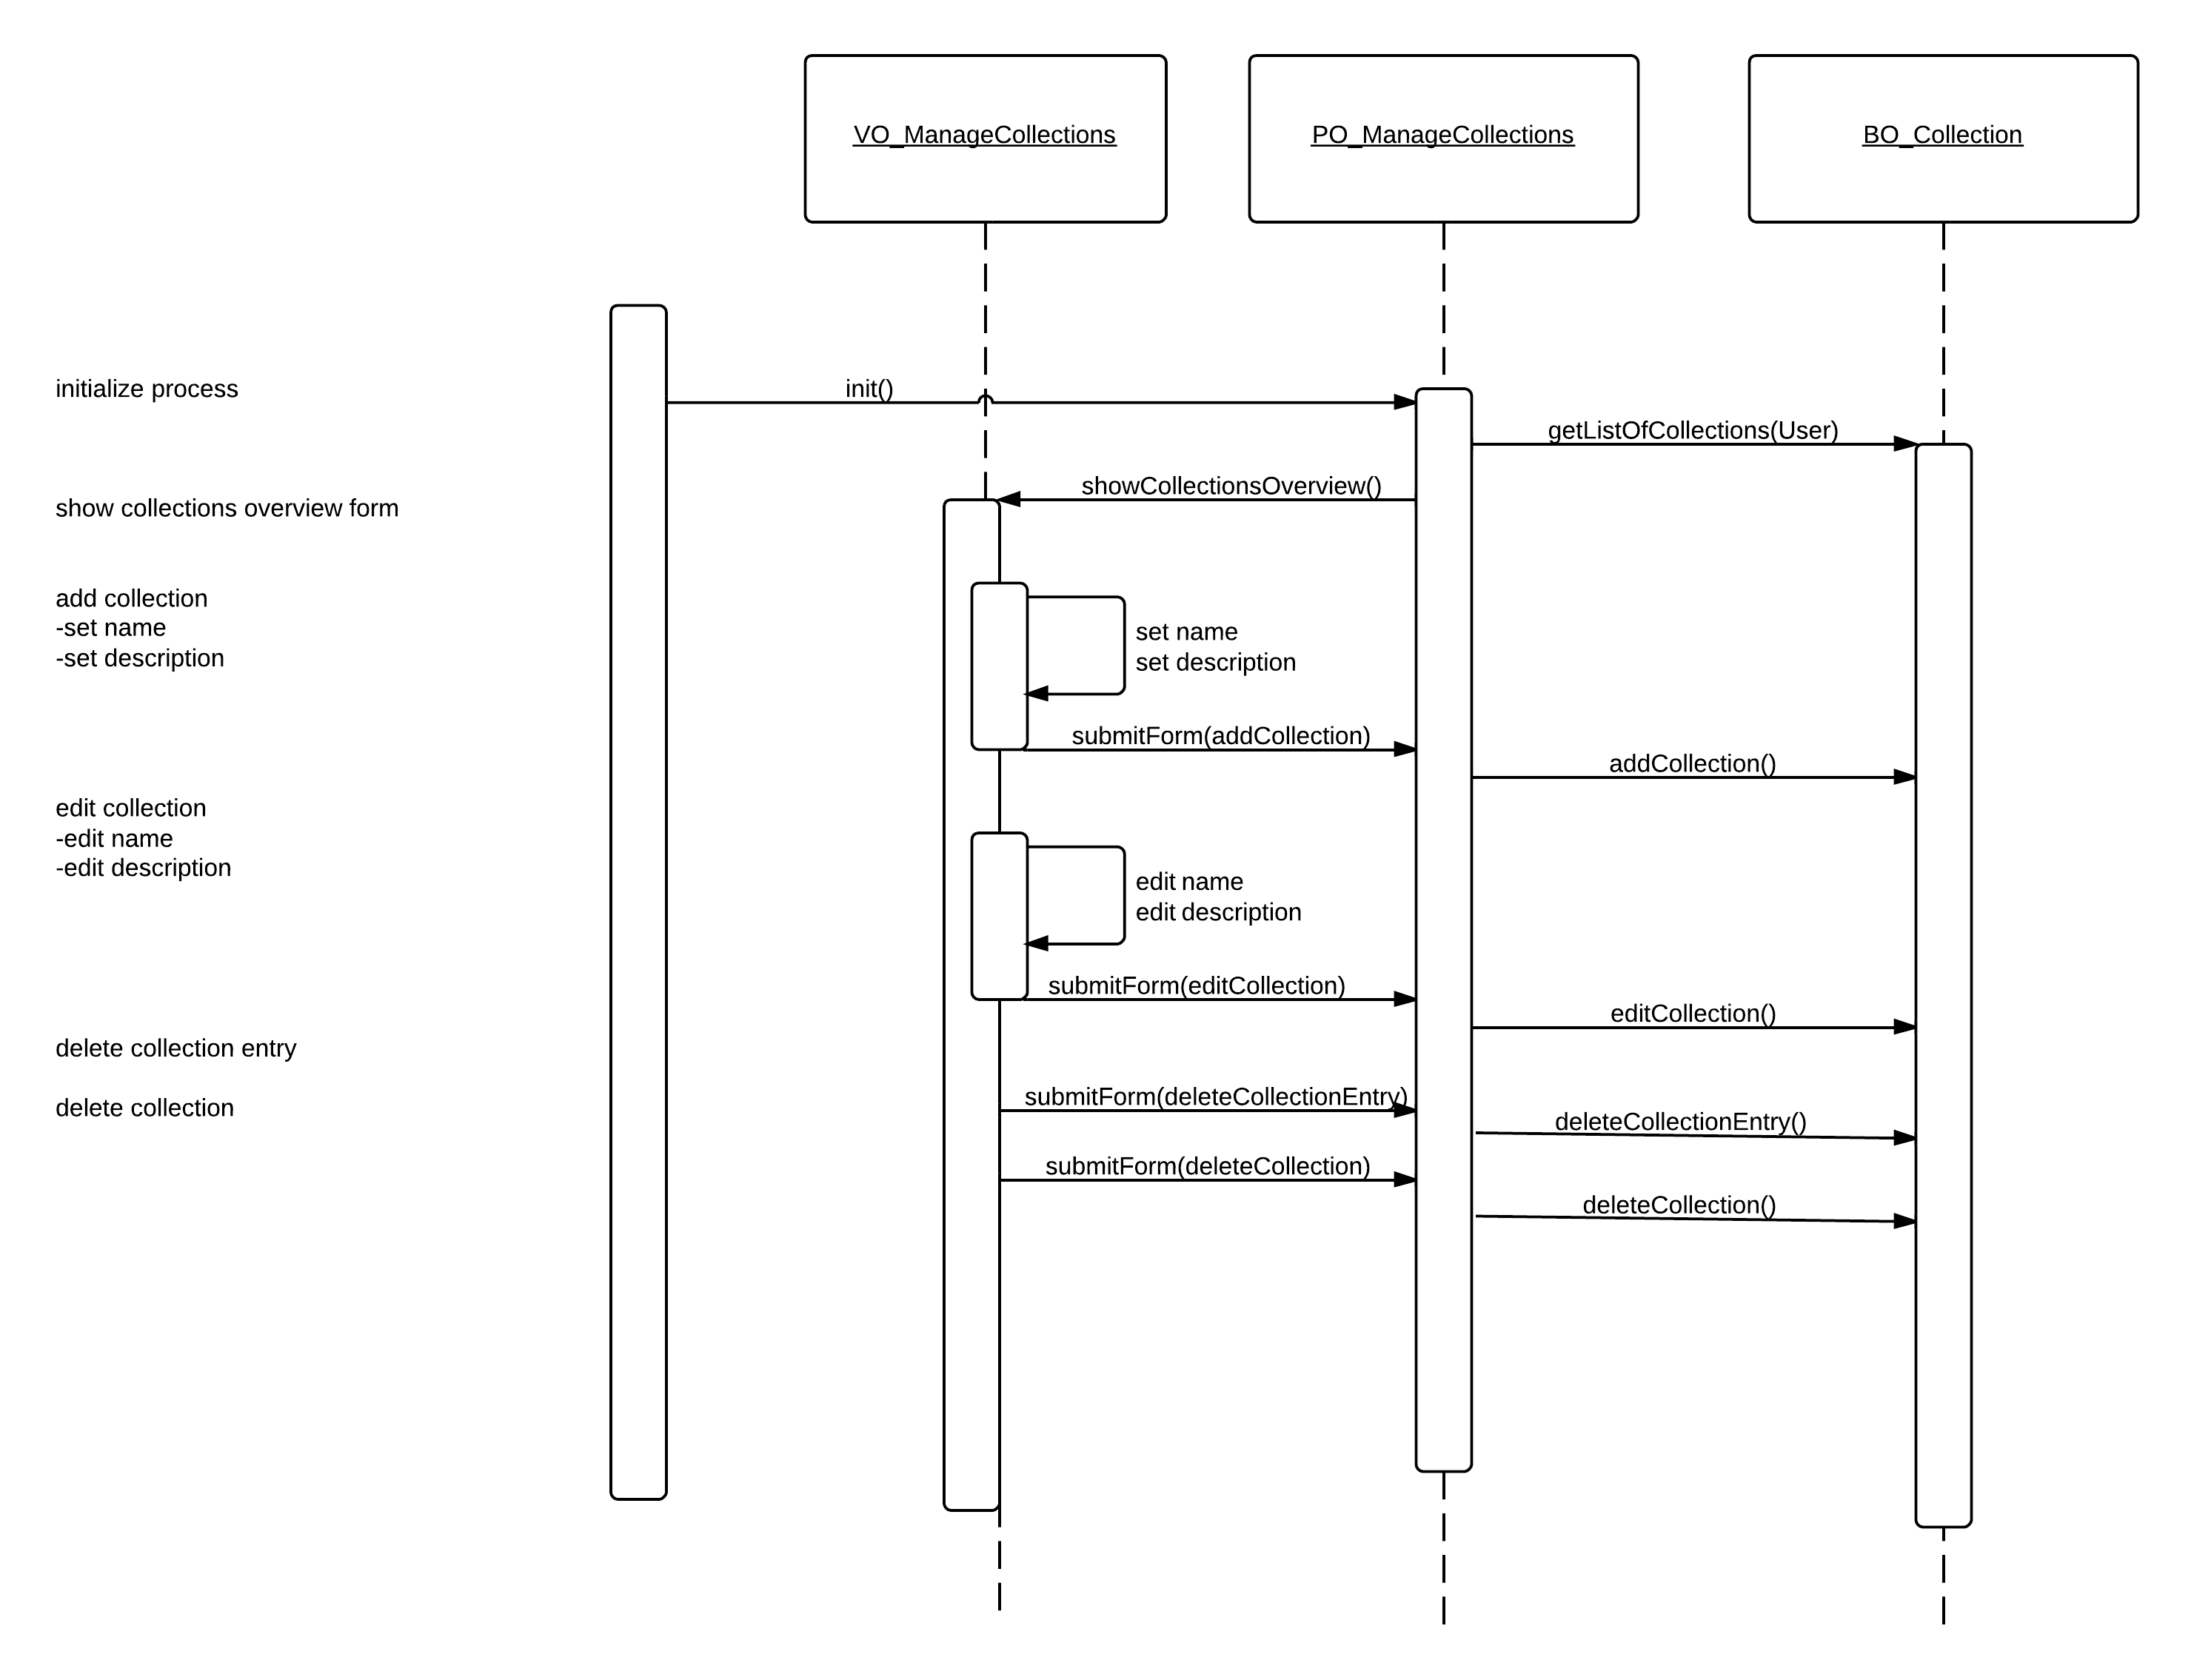 VO_ManageCollections
PO_ManageCollections
BO_Collection
initialize process
init()
getListOfCollections(User)
showCollectionsOverview()
show collections overview form
add collection
-set name
-set description
set name
set description
submitForm(addCollection)
addCollection()
edit collection
-edit name
-edit description
edit name
edit description
submitForm(editCollection)
editCollection()
delete collection entry
submitForm(deleteCollectionEntry)
delete collection
deleteCollectionEntry()
submitForm(deleteCollection)
deleteCollection()